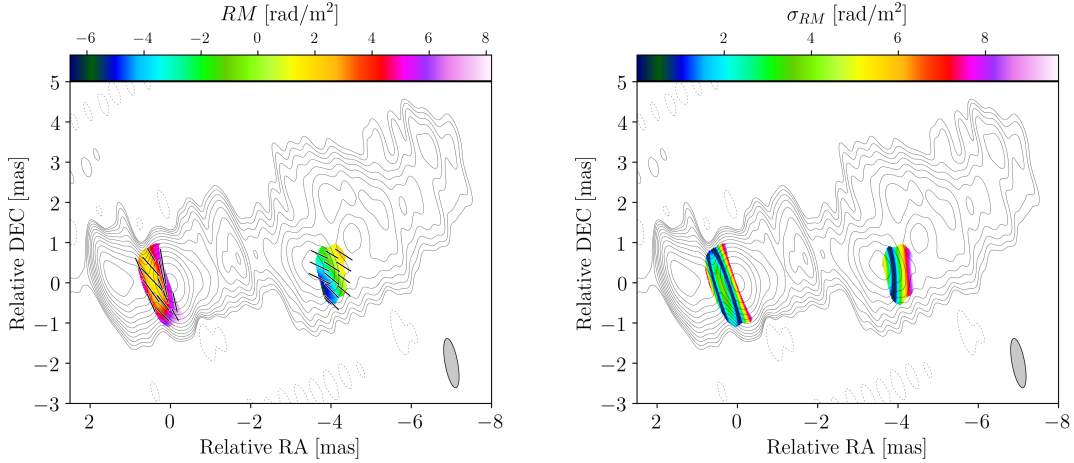 RM [rad/m²]
−6 −4 −2 0 2 4 6 8
5
4
3
2
1
0
−1
−2
−3
Relative DEC [mas]
2 0 −2 −4 −6 −8
Relative RA [mas]
σ_RM [rad/m²]
2 4 6 8
5
4
3
2
1
0
−1
−2
−3
Relative DEC [mas]
2 0 −2 −4 −6 −8
Relative RA [mas]